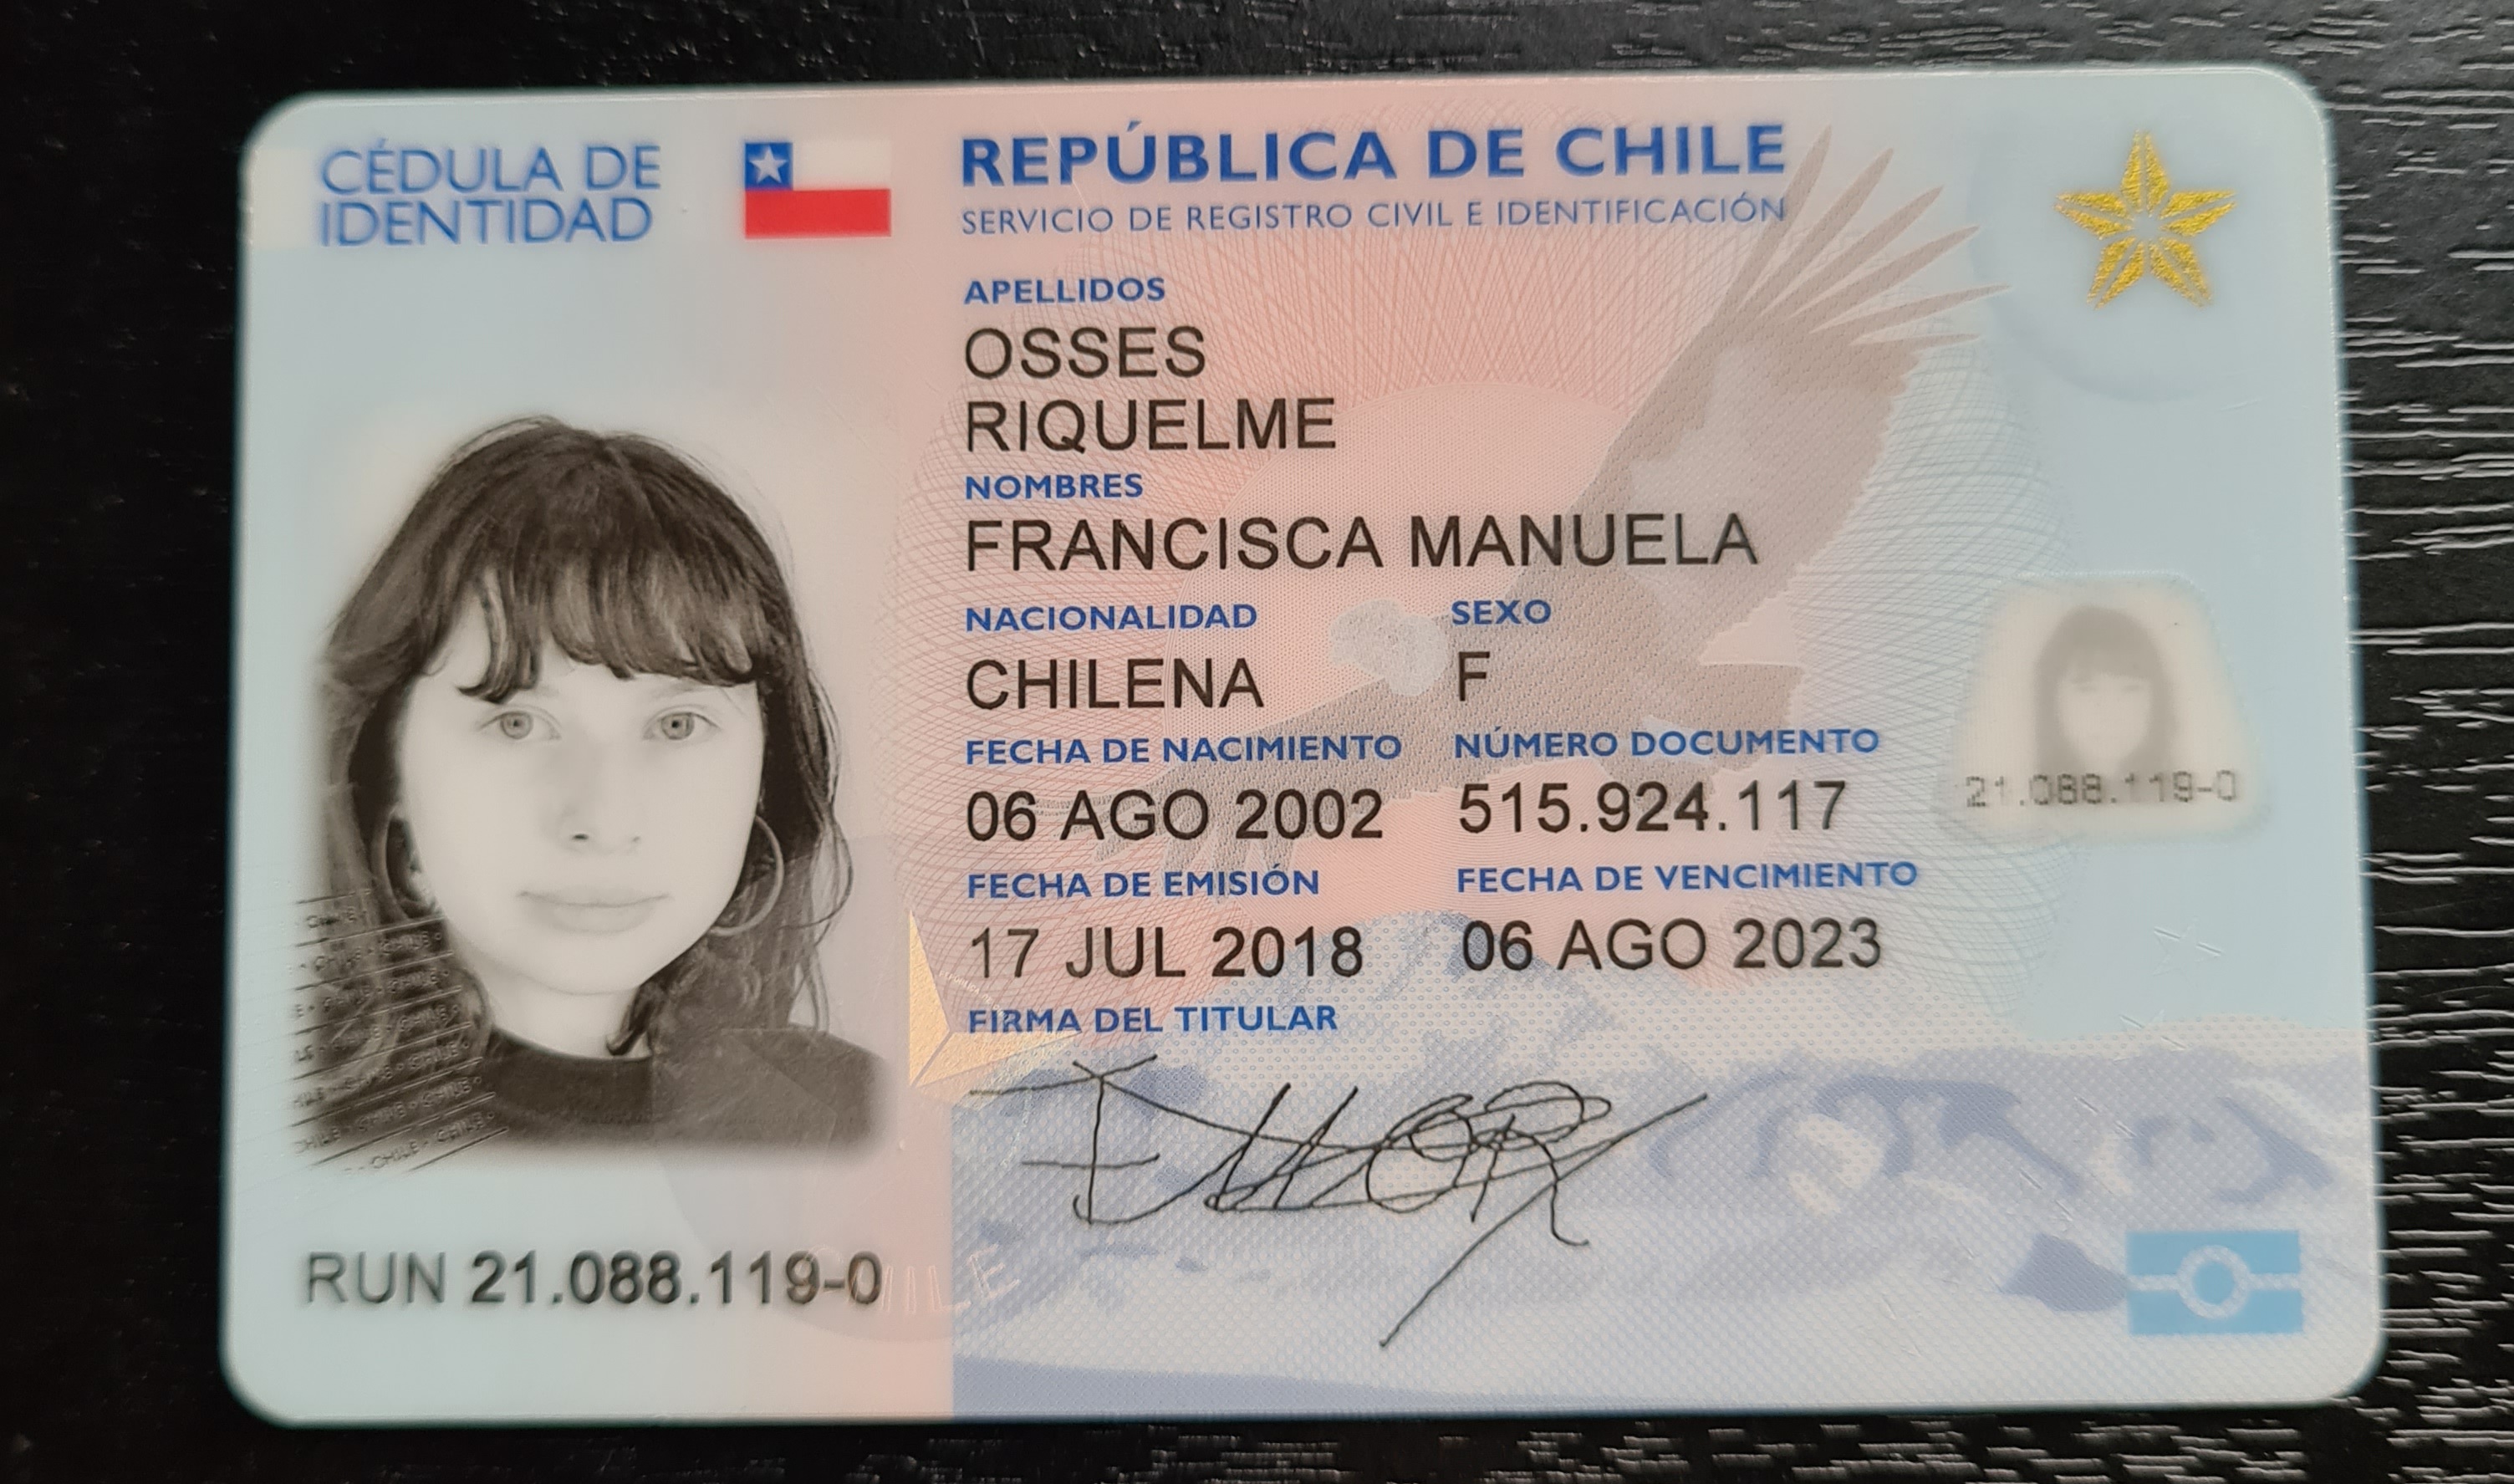 CÉDULA DE
IDENTIDAD
REPÚBLICA DE CHILE
SERVICIO DE REGISTRO CIVIL E IDENTIFICACIÓN
APELLIDOS
OSSES
RIQUELME
NOMBRES
FRANCISCA MANUELA
NACIONALIDAD SEXO
CHILENA F
FECHA DE NACIMIENTO NÚMERO DOCUMENTO
06 AGO 2002 515.924.117
21.088.119-0
FECHA DE EMISIÓN FECHA DE VENCIMIENTO
17 JUL 2018 06 AGO 2023
FIRMA DEL TITULAR
RUN 21.088.119-0